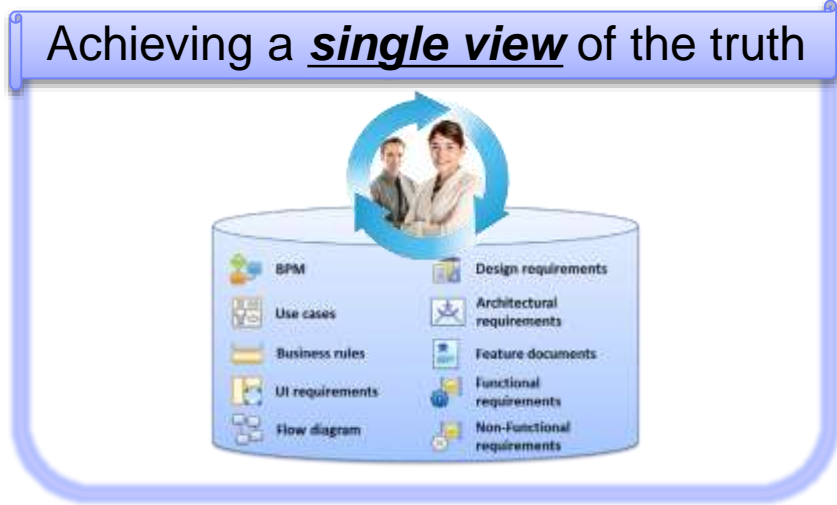 Achieving a single view of the truth
BPM
Use cases
Business rules
UI requirements
Flow diagram
Design requirements
Architectural
requirements
Feature documents
Functional
requirements
Non-Functional
requirements